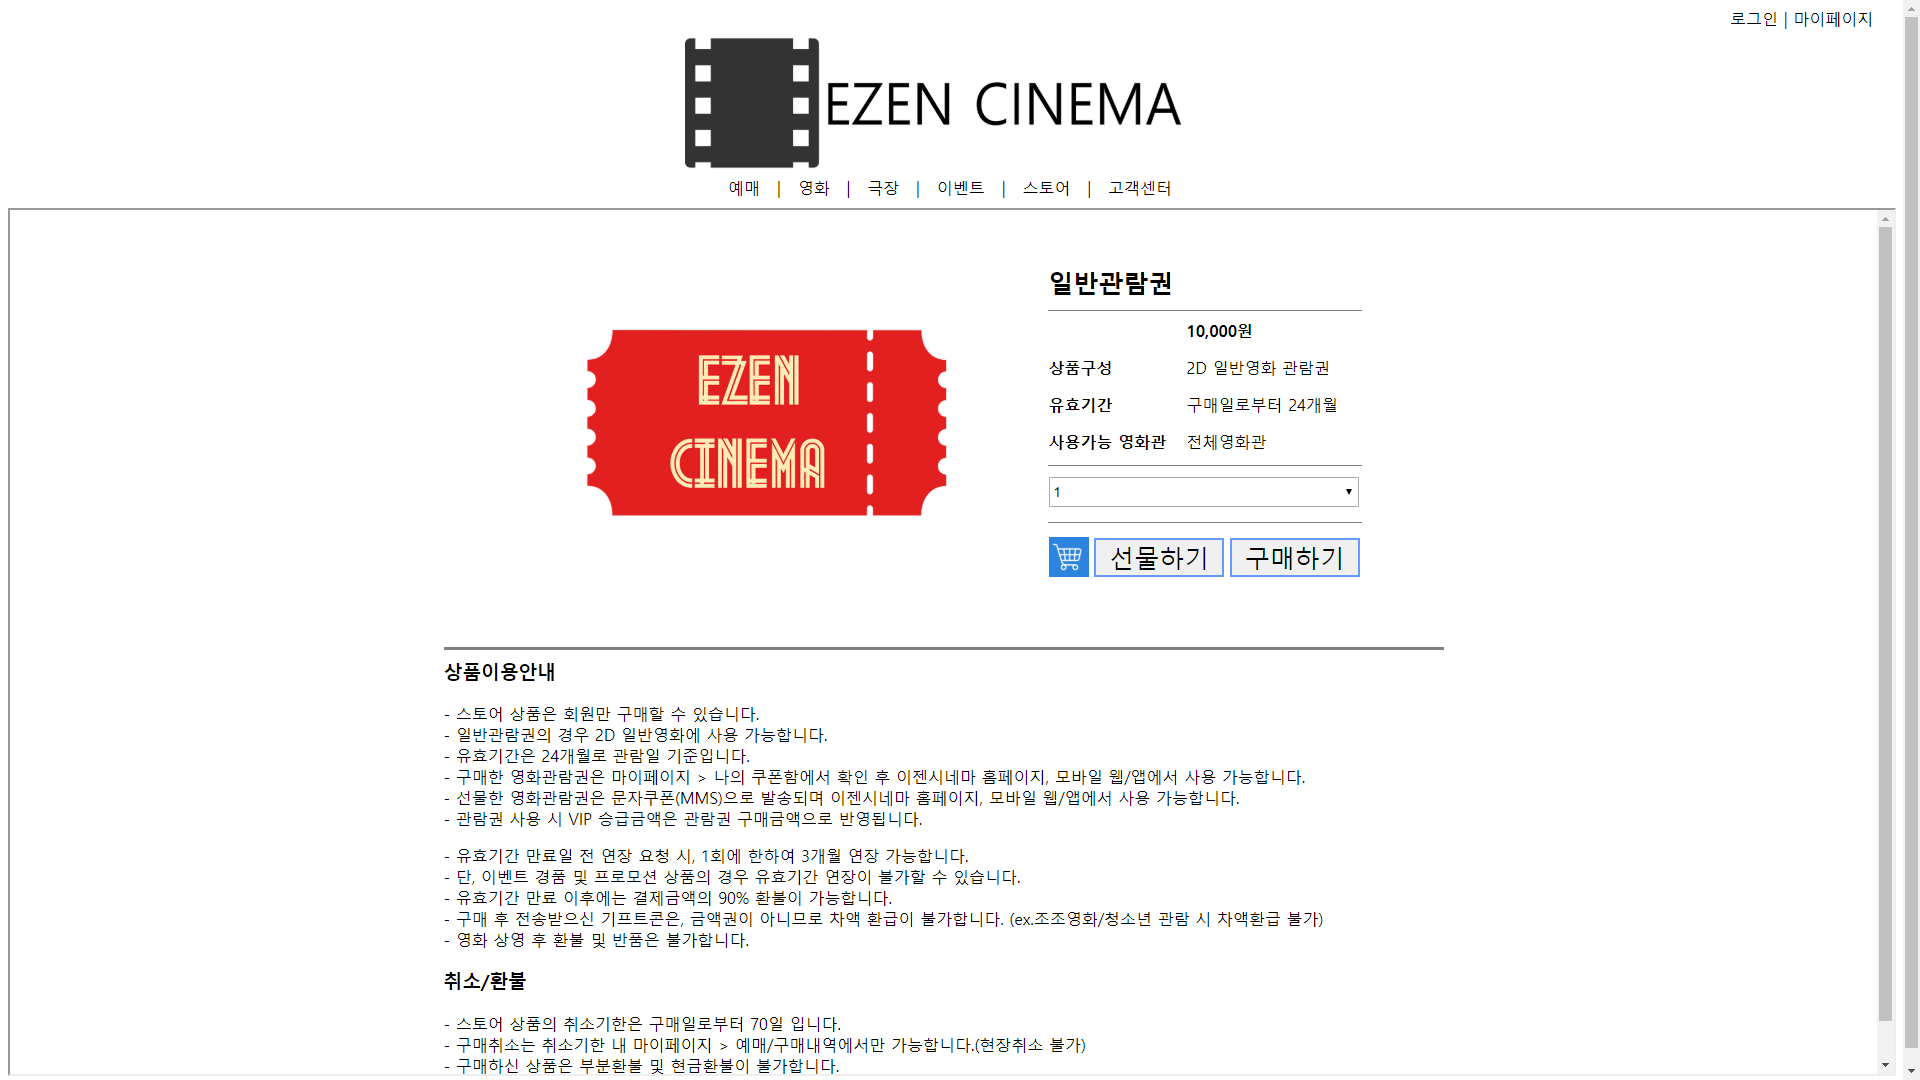 로그인 | 마이페이지
EZEN CINEMA
예매 | 영화 | 극장 | 이벤트 | 스토어 | 고객센터
일반관람권
10,000원
상품구성 2D 일반영화 관람권
유효기간 구매일로부터 24개월
사용가능 영화관 전체영화관
EZEN
CINEMA
1
선물하기 구매하기
상품이용안내
- 스토어 상품은 회원만 구매할 수 있습니다.
- 일반관람권의 경우 2D 일반영화에 사용 가능합니다.
- 유효기간은 24개월로 관람일 기준입니다.
- 구매한 영화관람권은 마이페이지 > 나의 쿠폰함에서 확인 후 이젠시네마 홈페이지, 모바일 웹/앱에서 사용 가능합니다.
- 선물한 영화관람권은 문자쿠폰(MMS)으로 발송되며 이젠시네마 홈페이지, 모바일 웹/앱에서 사용 가능합니다.
- 관람권 사용 시 VIP 승급금액은 관람권 구매금액으로 반영됩니다.
- 유효기간 만료일 전 연장 요청 시, 1회에 한하여 3개월 연장 가능합니다.
- 단, 이벤트 경품 및 프로모션 상품의 경우 유효기간 연장이 불가할 수 있습니다.
- 유효기간 만료 이후에는 결제금액의 90% 환불이 가능합니다.
- 구매 후 전송받으신 기프트콘은, 금액권이 아니므로 차액 환급이 불가합니다. (ex.조조영화/청소년 관람 시 차액환급 불가)
- 영화 상영 후 환불 및 반품은 불가합니다.
취소/환불
- 스토어 상품의 취소기한은 구매일로부터 70일 입니다.
- 구매취소는 취소기한 내 마이페이지 > 예매/구매내역에서만 가능합니다.(현장취소 불가)
- 구매하신 상품은 부분환불 및 현금환불이 불가합니다.